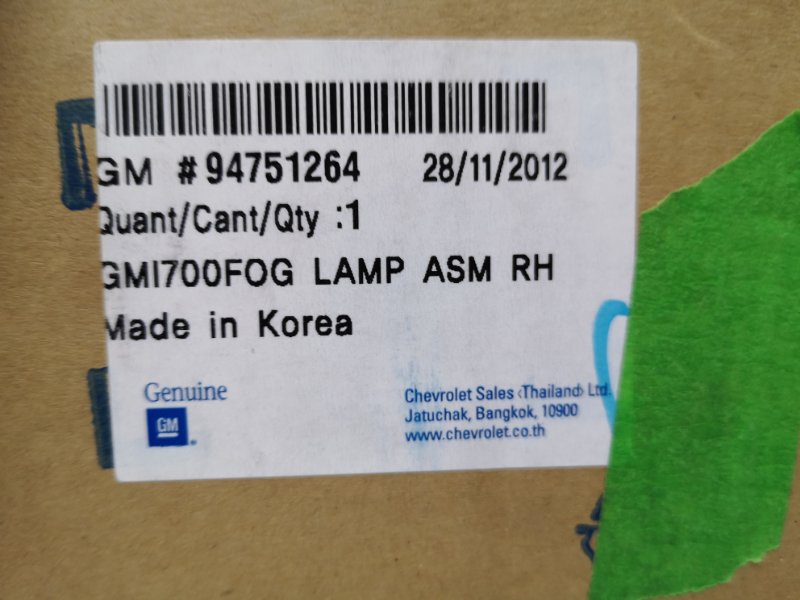 GM #94751264 28/11/2012
Quant/Cant/Qty :1
GMI700FOG LAMP ASM RH
Made in Korea
Genuine
GM
Chevrolet Sales (Thailand) Ltd.
Jatuchak, Bangkok, 10900
www.chevrolet.co.th